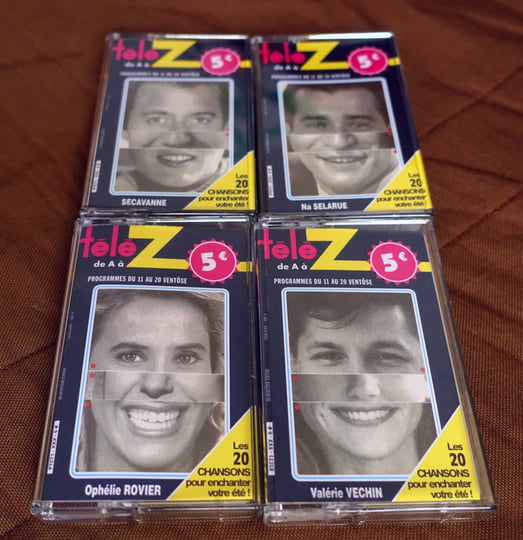 télé Z
de A à
5€
PROGRAMMES DU 11 AU 20 VENTÔSE
SECAVANNE
Les
20
CHANSONS
pour enchanter
votre été !
télé Z
de A à
5€
PROGRAMMES DU 11 AU 20 VENTÔSE
Na SELARUE
Les
20
CHANSONS
pour enchanter
votre été !
télé Z
de A à
5€
PROGRAMMES DU 11 AU 20 VENTÔSE
Ophélie ROVIER
Les
20
CHANSONS
pour enchanter
votre été !
télé Z
de A à
5€
PROGRAMMES DU 11 AU 20 VENTÔSE
Valérie VECHIN
Les
20
CHANSONS
pour enchanter
votre été !